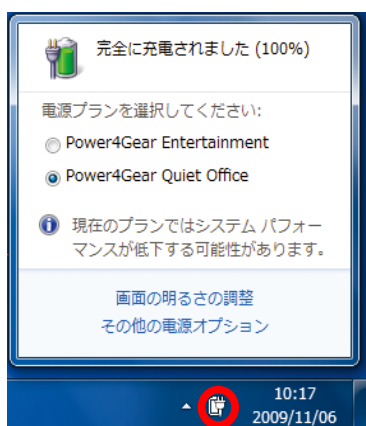 完全に充電されました (100%)
電源プランを選択してください:
Power4Gear Entertainment
Power4Gear Quiet Office
現在のプランではシステム パフォー
マンスが低下する可能性があります。
画面の明るさの調整
その他の電源オプション
10:17
2009/11/06